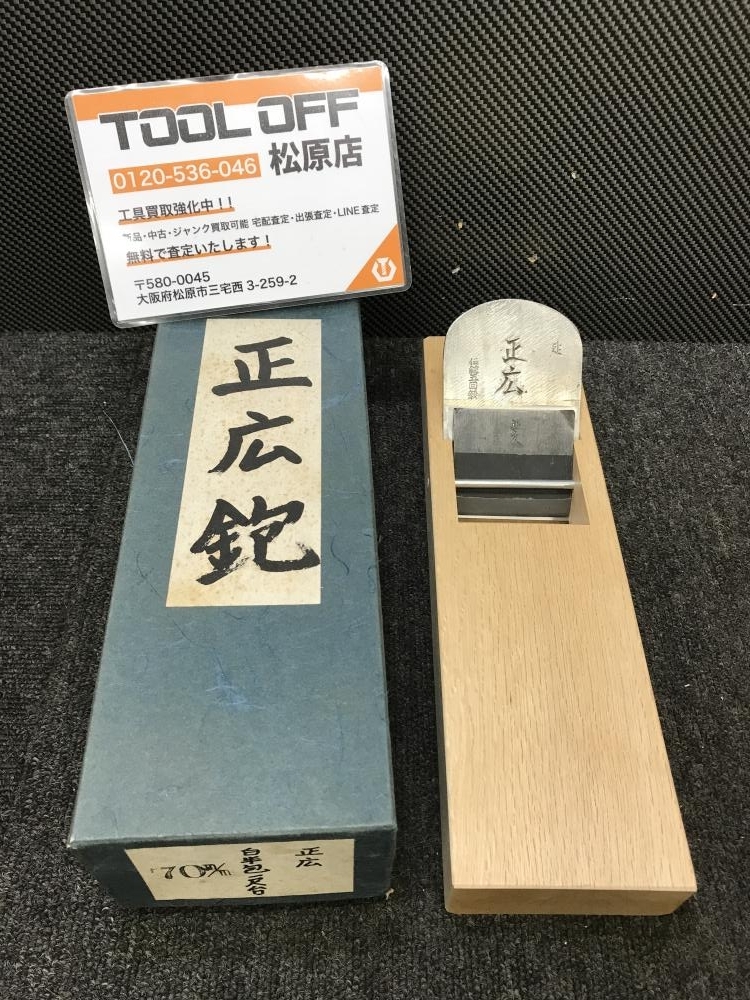 TOOL OFF
0120-536-046 松原店
工具買取強化中！！
新品・中古・ジャンク買取可能 宅配査定・出張査定・LINE査定
無料で査定いたします！
〒580-0045
大阪府松原市三宅西 3-259-2
正広鉋
正広
70m/m
正広